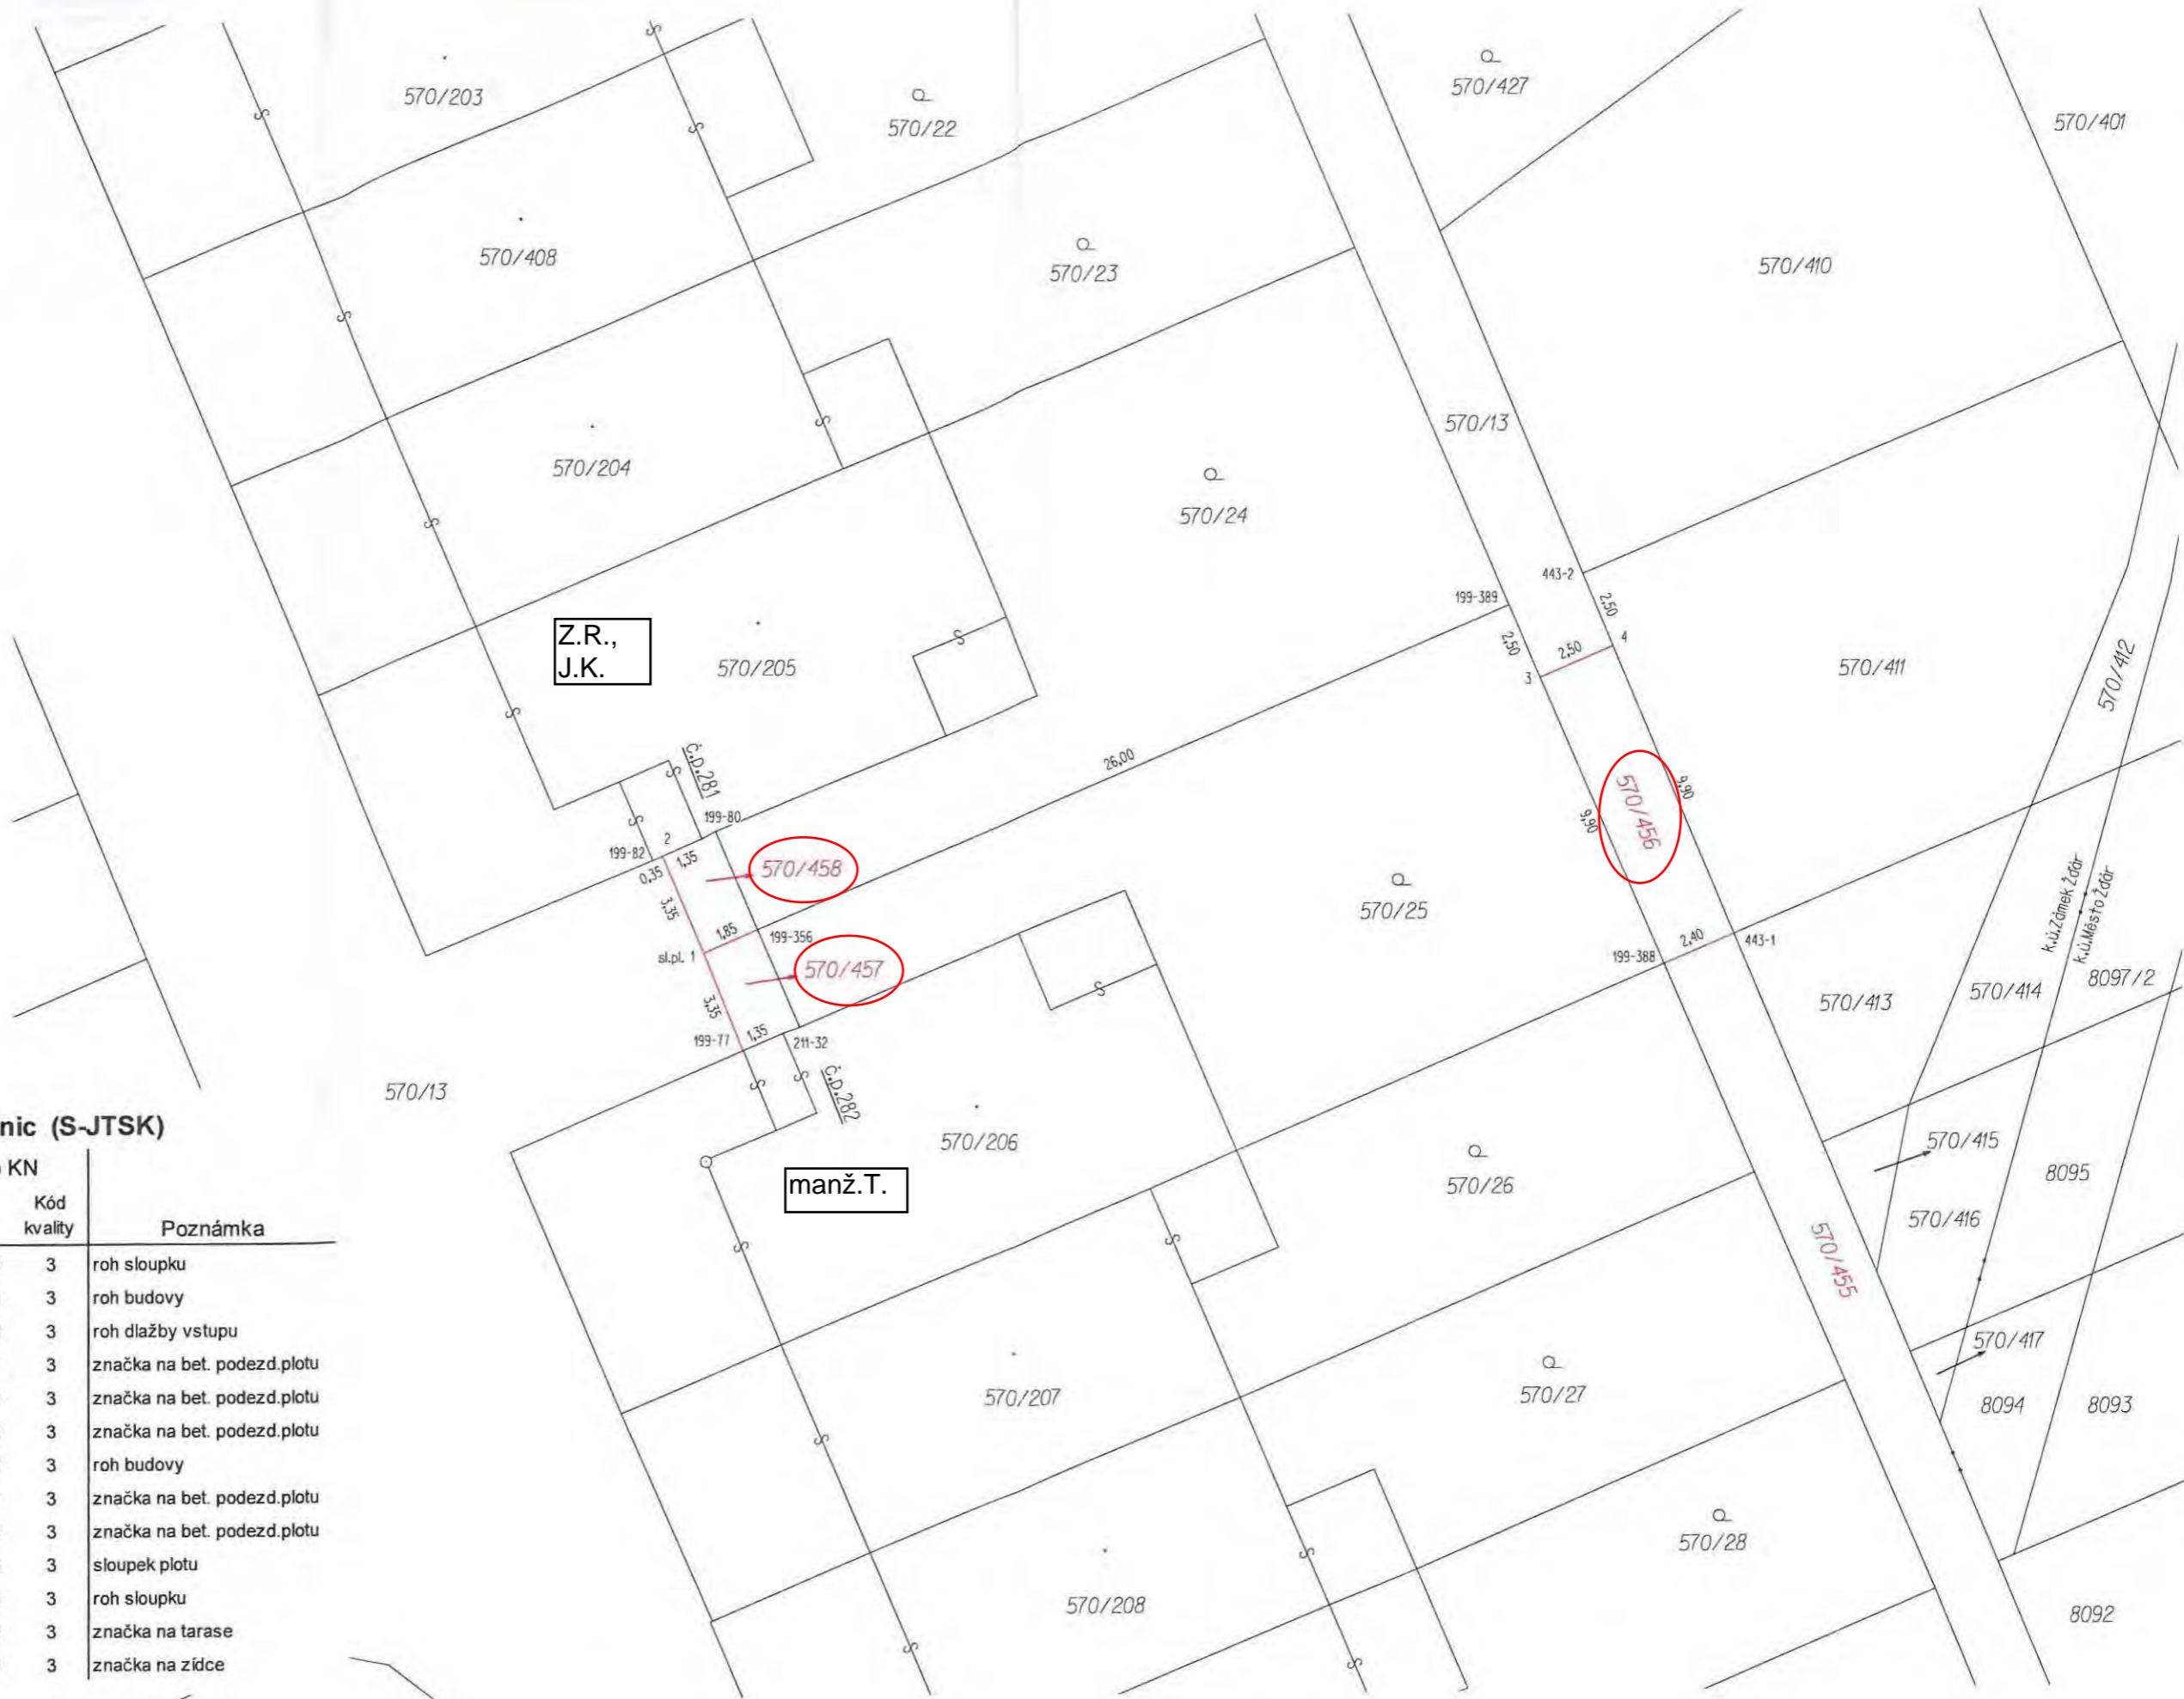 570/203
570/22
570/427
570/401
570/408
570/23
570/410
570/204
570/24
570/13
443-2
199-389
2,50
2,50
4
2,50
3
Z.R.,
J.K.
570/205
570/411
570/412
Č.p.281
26,00
199-80
2
199-82
1,35
0,35
570/458
9,90
570/456
9,90
3,35
1,85
199-356
sl.pl. 1
570/457
570/25
k.ú.Zámek Žďár
k.ú.Město Žďár
2,40
443-1
199-388
570/413
570/414
8097/2
3,35
1,35
199-77
211-32
Č.p.282
570/13
570/206
manž.T.
570/26
570/415
8095
570/416
570/455
570/417
570/207
570/27
8094
8093
570/208
570/28
8092
nic (S-JTSK)
KN
Kód
kvality
Poznámka
3 roh sloupku
3 roh budovy
3 roh dlažby vstupu
3 značka na bet. podezd.plotu
3 značka na bet. podezd.plotu
3 značka na bet. podezd.plotu
3 roh budovy
3 značka na bet. podezd.plotu
3 značka na bet. podezd.plotu
3 sloupek plotu
3 roh sloupku
3 značka na tarase
3 značka na zídce